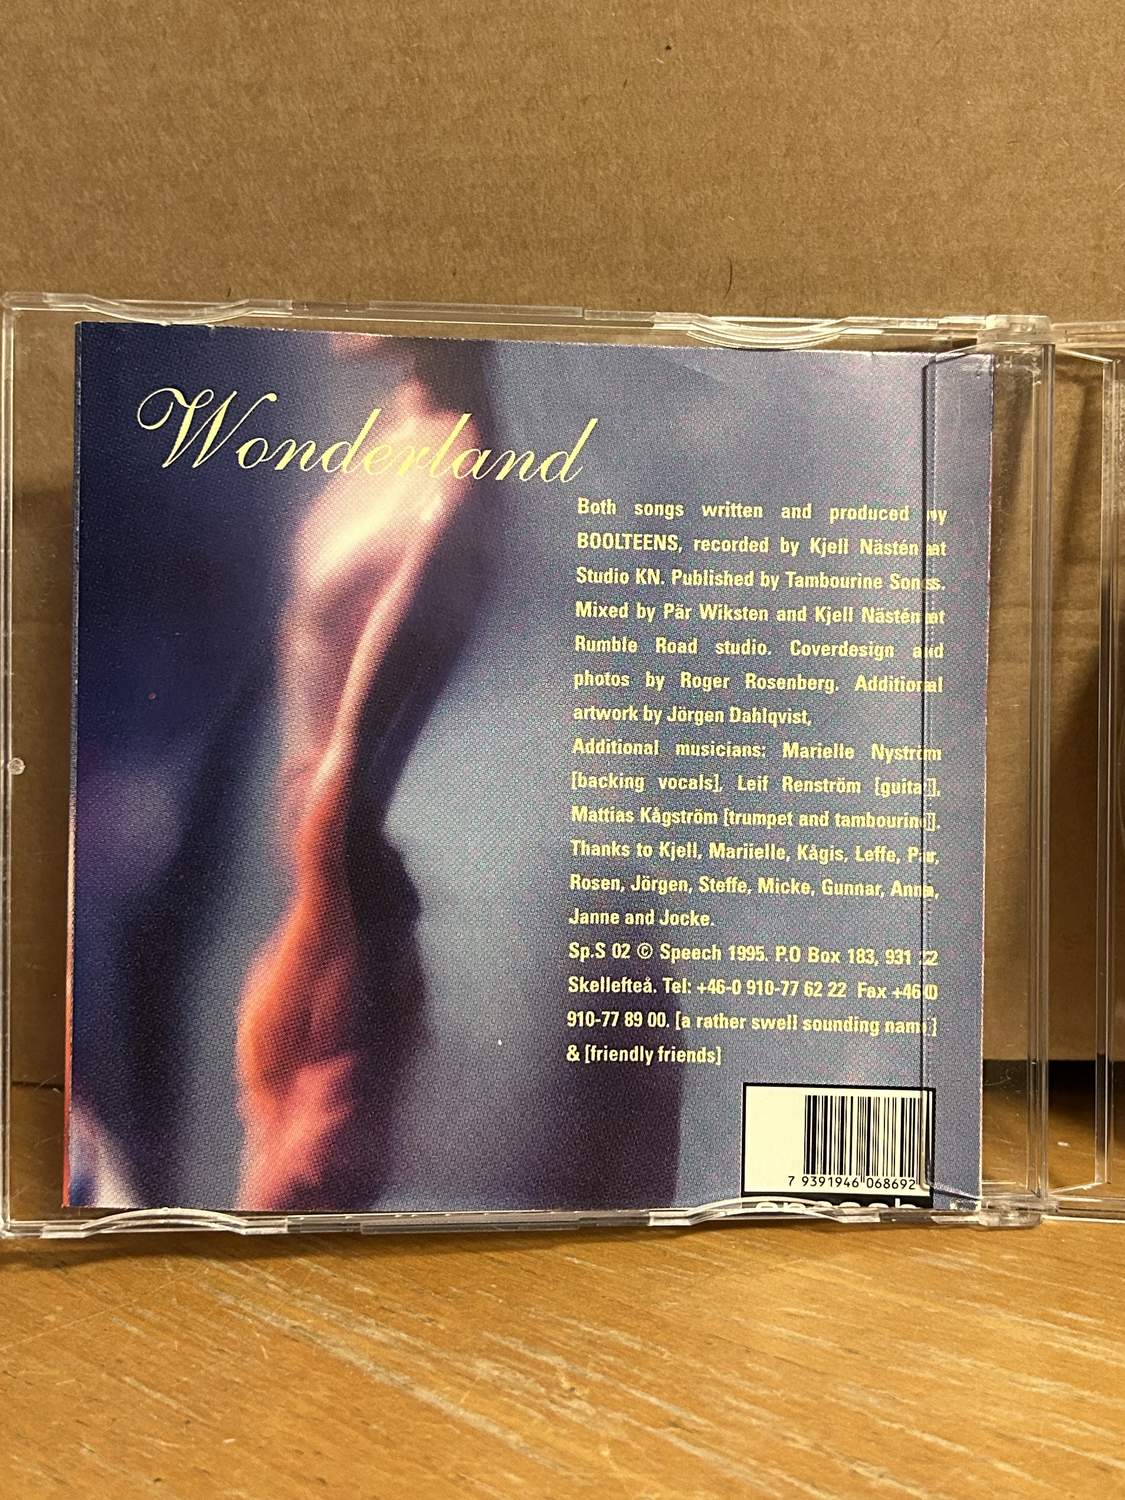 Wonderland
Both songs written and produced by
BOOLTEENS, recorded by Kjell Nästén at
Studio KN. Published by Tambourine Songs.
Mixed by Pär Wiksten and Kjell Nästén at
Rumble Road studio. Coverdesign and
photos by Roger Rosenberg. Additional
artwork by Jörgen Dahlqvist,
Additional musicians: Marielle Nyström
[backing vocals], Leif Renström [guitar],
Mattias Kågström [trumpet and tambourine].
Thanks to Kjell, Mariielle, Kågis, Leffe, Pär,
Rosen, Jörgen, Steffe, Micke, Gunnar, Anna,
Janne and Jocke.
Sp.S 02 © Speech 1995. P.O Box 183, 931 22
Skellefteå. Tel: +46-0 910-77 62 22 Fax +46 0
910-77 89 00. [a rather swell sounding name]
& [friendly friends]
7 391946 068692